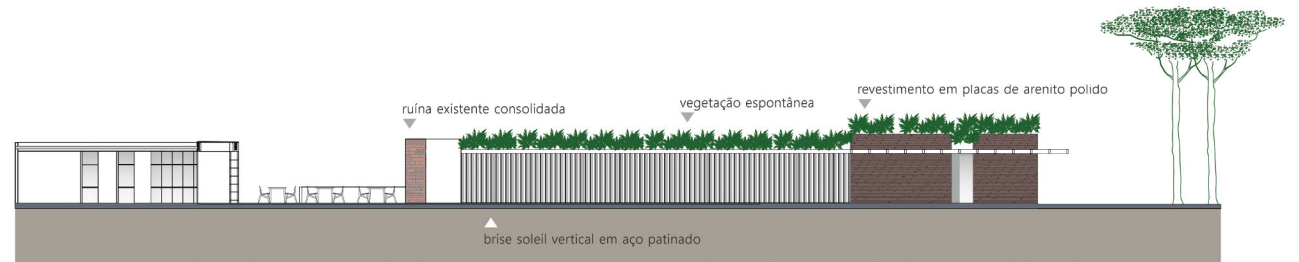 revestimento em placas de arenito polido
vegetação espontânea
ruína existente consolidada
brise soleil vertical em aço patinado